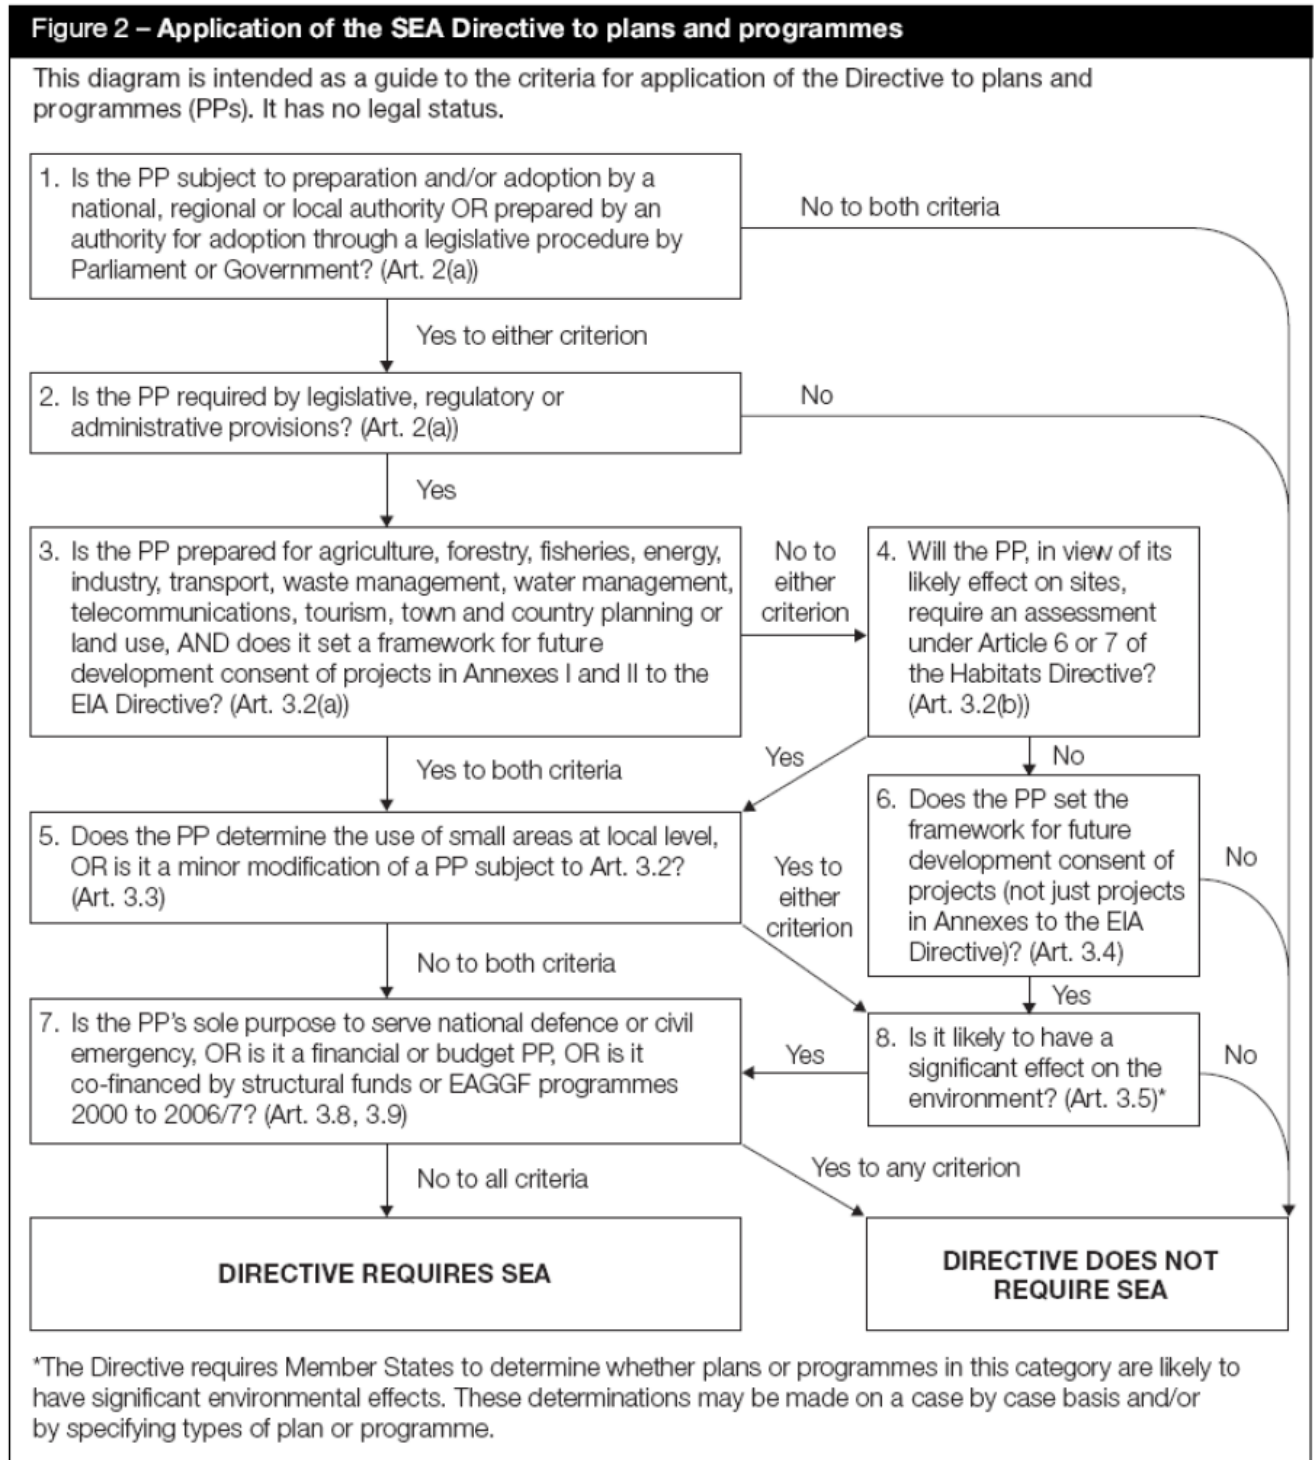 Figure 2 – Application of the SEA Directive to plans and programmes
This diagram is intended as a guide to the criteria for application of the Directive to plans and
programmes (PPs). It has no legal status.
1. Is the PP subject to preparation and/or adoption by a
national, regional or local authority OR prepared by an
authority for adoption through a legislative procedure by
Parliament or Government? (Art. 2(a))
No to both criteria
Yes to either criterion
2. Is the PP required by legislative, regulatory or
administrative provisions? (Art. 2(a))
No
Yes
3. Is the PP prepared for agriculture, forestry, fisheries, energy,
industry, transport, waste management, water management,
telecommunications, tourism, town and country planning or
land use, AND does it set a framework for future
development consent of projects in Annexes I and II to the
EIA Directive? (Art. 3.2(a))
No to
either
criterion
4. Will the PP, in view of its
likely effect on sites,
require an assessment
under Article 6 or 7 of
the Habitats Directive?
(Art. 3.2(b))
Yes to both criteria
Yes
No
5. Does the PP determine the use of small areas at local level,
OR is it a minor modification of a PP subject to Art. 3.2?
(Art. 3.3)
Yes to
either
criterion
6. Does the PP set the
framework for future
development consent of
projects (not just projects
in Annexes to the EIA
Directive)? (Art. 3.4)
No
No to both criteria
Yes
7. Is the PP’s sole purpose to serve national defence or civil
emergency, OR is it a financial or budget PP, OR is it
co-financed by structural funds or EAGGF programmes
2000 to 2006/7? (Art. 3.8, 3.9)
Yes
8. Is it likely to have a
significant effect on the
environment? (Art. 3.5)*
No
No to all criteria
Yes to any criterion
DIRECTIVE REQUIRES SEA
DIRECTIVE DOES NOT
REQUIRE SEA
*The Directive requires Member States to determine whether plans or programmes in this category are likely to
have significant environmental effects. These determinations may be made on a case by case basis and/or
by specifying types of plan or programme.